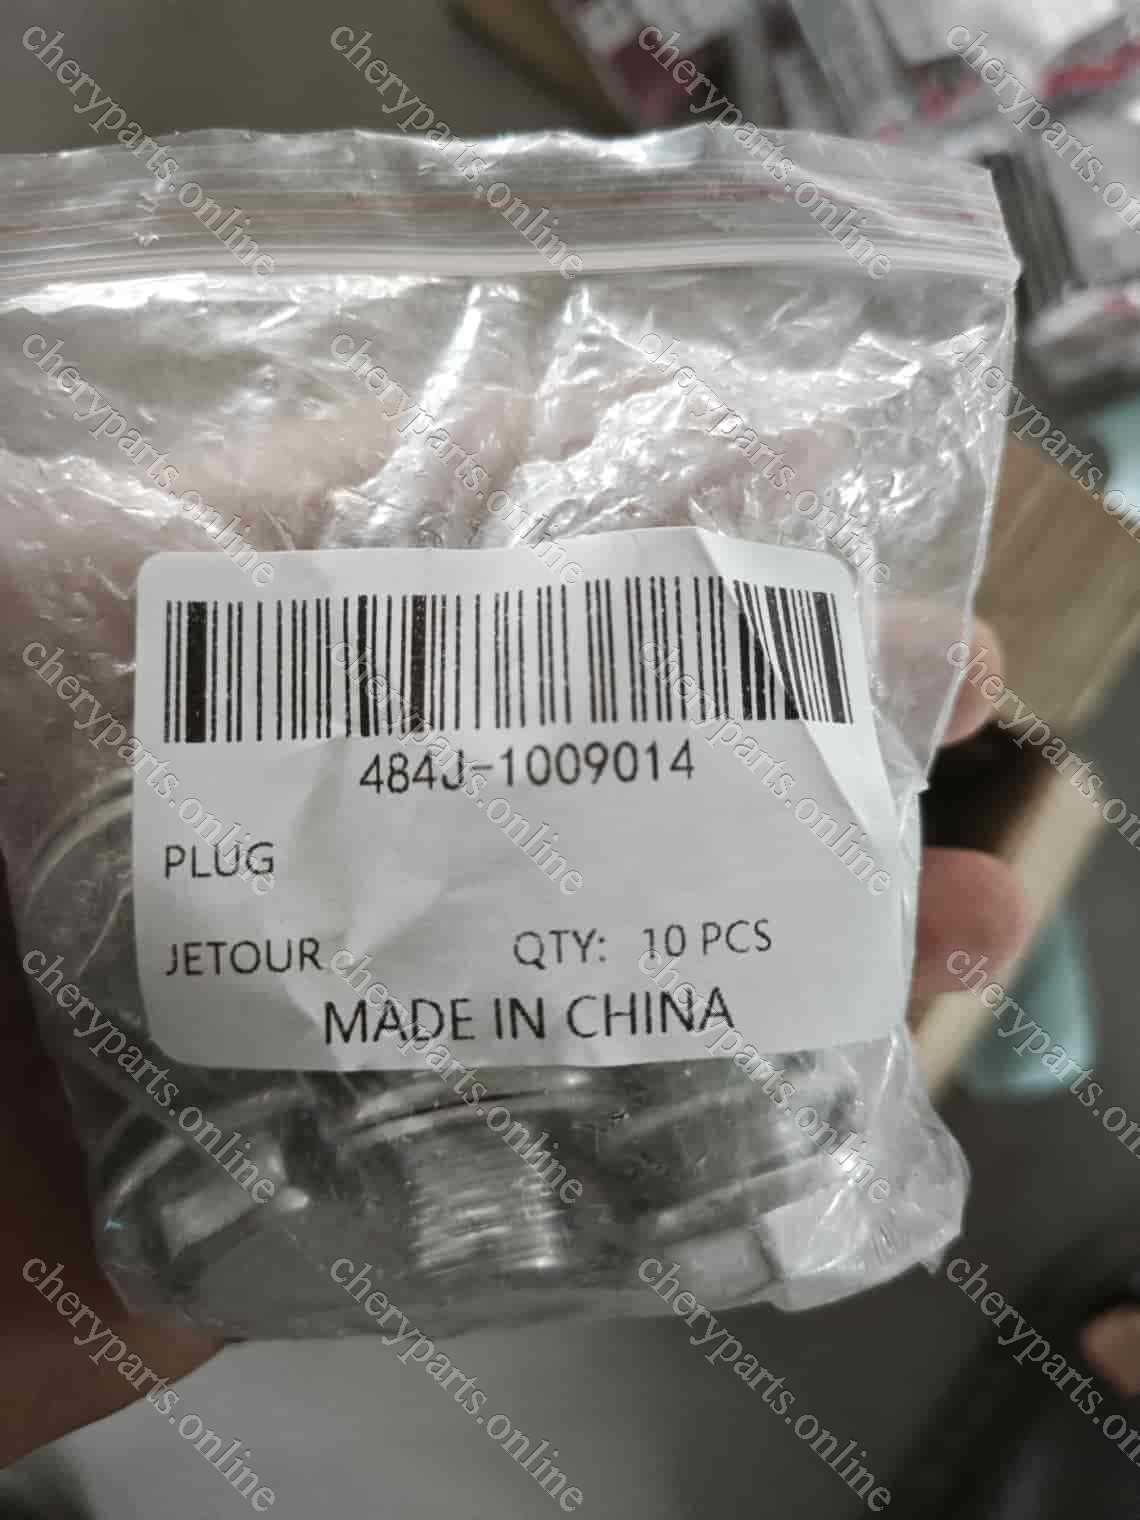 484J-1009014
PLUG
JETOUR QTY: 10 PCS
MADE IN CHINA
cheryparts.online